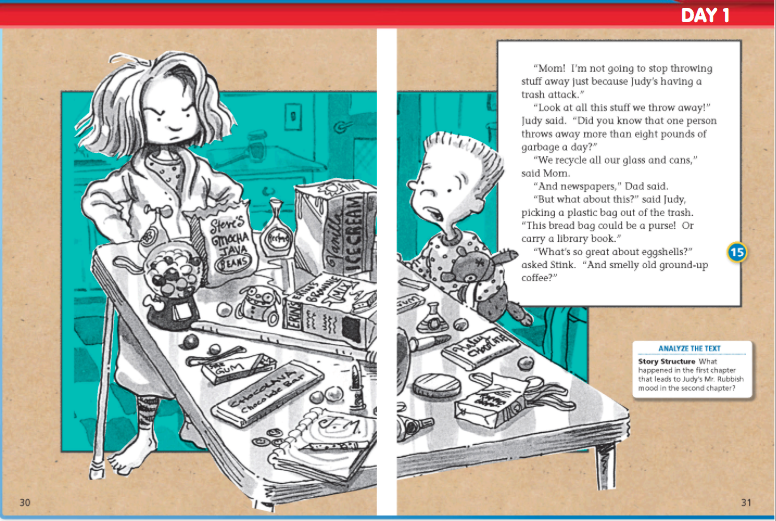 DAY 1
"Mom! I'm not going to stop throwing
stuff away just because Judy's having a
trash attack."
"Look at all this stuff we throw away!"
Judy said. "Did you know that one person
throws away more than eight pounds of
garbage a day?"
"We recycle all our glass and cans,"
said Mom.
"And newspapers," Dad said.
"But what about this?" said Judy,
picking a plastic bag out of the trash.
"This bread bag could be a purse! Or
carry a library book."
"What's so great about eggshells?"
asked Stink. "And smelly old ground-up
coffee?"
15
ANALYZE THE TEXT
Story Structure What
happened in the first chapter
that leads to Judy's Mr. Rubbish
mood in the second chapter?
Steve's
MOCHA
JAVA
BEANS
Vanilla
ICE CREAM
GUM
Chocolate Bar
J.M.
30
31